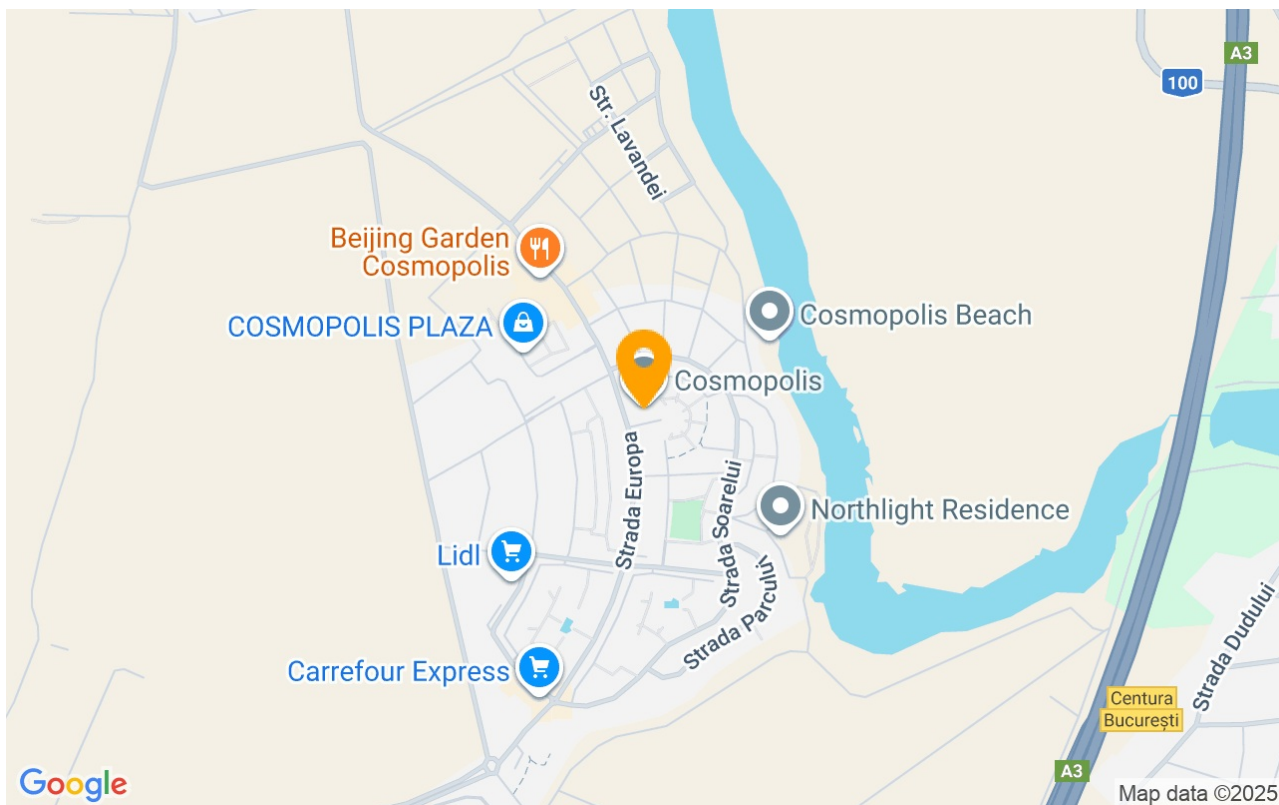 A3
100
Str. Lavandei
Beijing Garden
Cosmopolis
COSMOPOLIS PLAZA
Cosmopolis Beach
Cosmopolis
Strada Europa
Strada Soarelui
Northlight Residence
Lidl
Strada Parcului
Carrefour Express
Strada Dudului
Centura
București
A3
Google
Map data ©2025